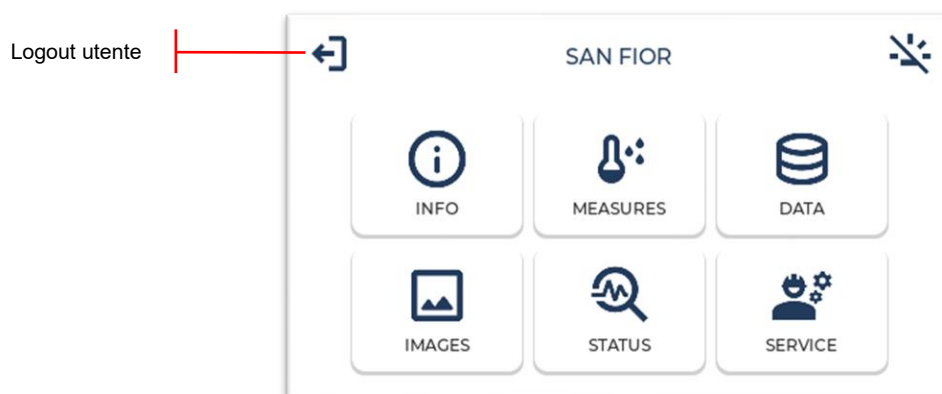 Logout utente
SAN FIOR
INFO
MEASURES
DATA
IMAGES
STATUS
SERVICE